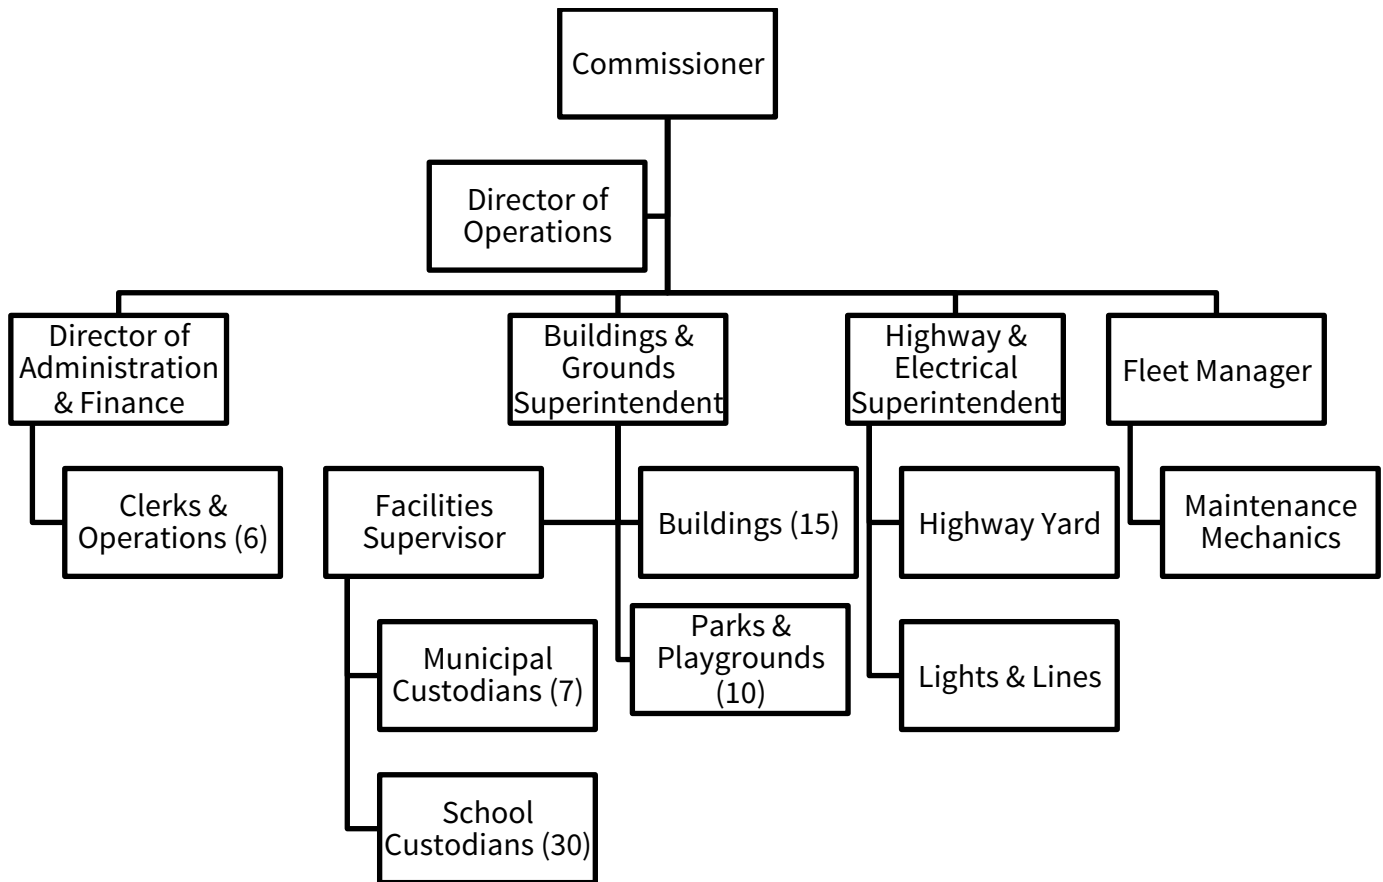 Commissioner
Director of
Operations
Director of
Administration
& Finance
Buildings &
Grounds
Superintendent
Highway &
Electrical
Superintendent
Fleet Manager
Clerks &
Operations (6)
Facilities
Supervisor
Buildings (15)
Highway Yard
Maintenance
Mechanics
Municipal
Custodians (7)
Parks &
Playgrounds
(10)
Lights & Lines
School
Custodians (30)